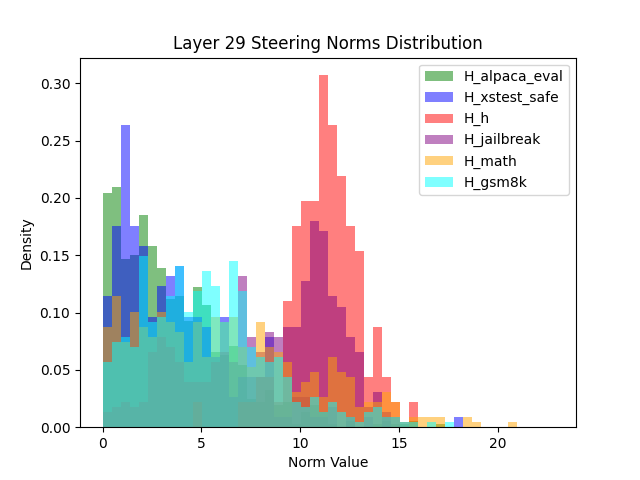 Layer 29 Steering Norms Distribution
H_alpaca_eval
H_xstest_safe
H_h
H_jailbreak
H_math
H_gsm8k
0.30
0.25
0.20
0.15
0.10
0.05
0.00
Density
0
5
10
15
20
Norm Value